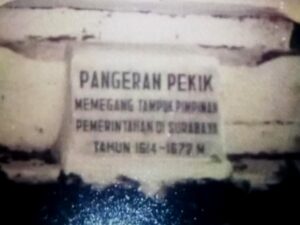 PANGERAN PEKIK
MEMEGANG TAMPUK PIMPINAN
PEMERINTAHAN DI SURABAYA
TAHUN 1614-1677 M